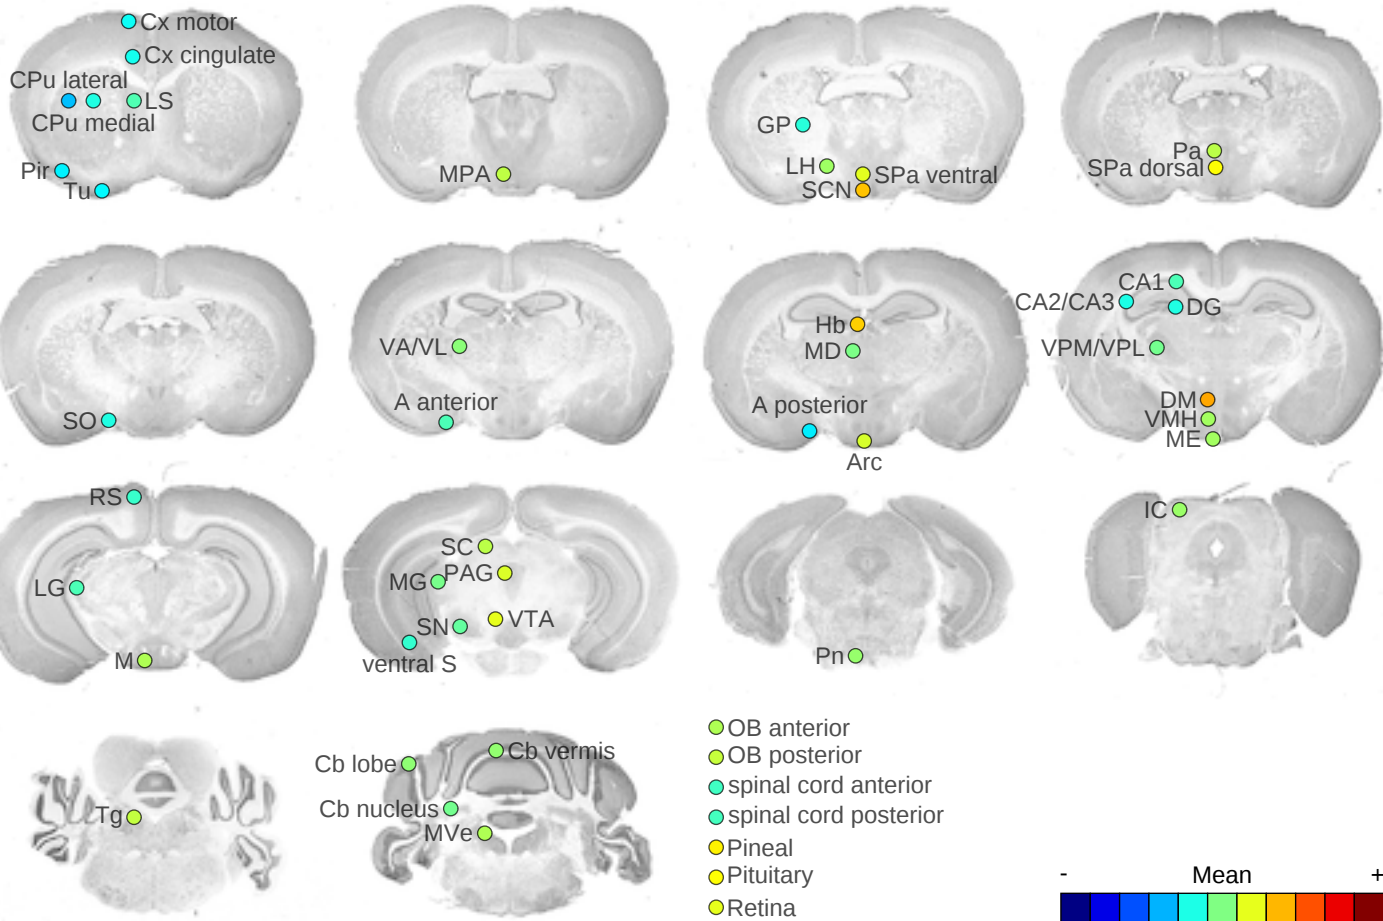 Cx motor
Cx cingulate
CPu lateral
LS
CPu medial
Pir
Tu
MPA
GP
LH
SPa ventral
SCN
Pa
SPa dorsal
SO
VA/VL
A anterior
Hb
MD
A posterior
Arc
CA1
CA2/CA3
DG
VPM/VPL
DM
VMH
ME
RS
LG
M
SC
PAG
MG
VTA
SN
ventral S
Pn
IC
Tg
Cb lobe
Cb vermis
Cb nucleus
MVe
OB anterior
OB posterior
spinal cord anterior
spinal cord posterior
Pineal
Pituitary
Retina
- Mean +